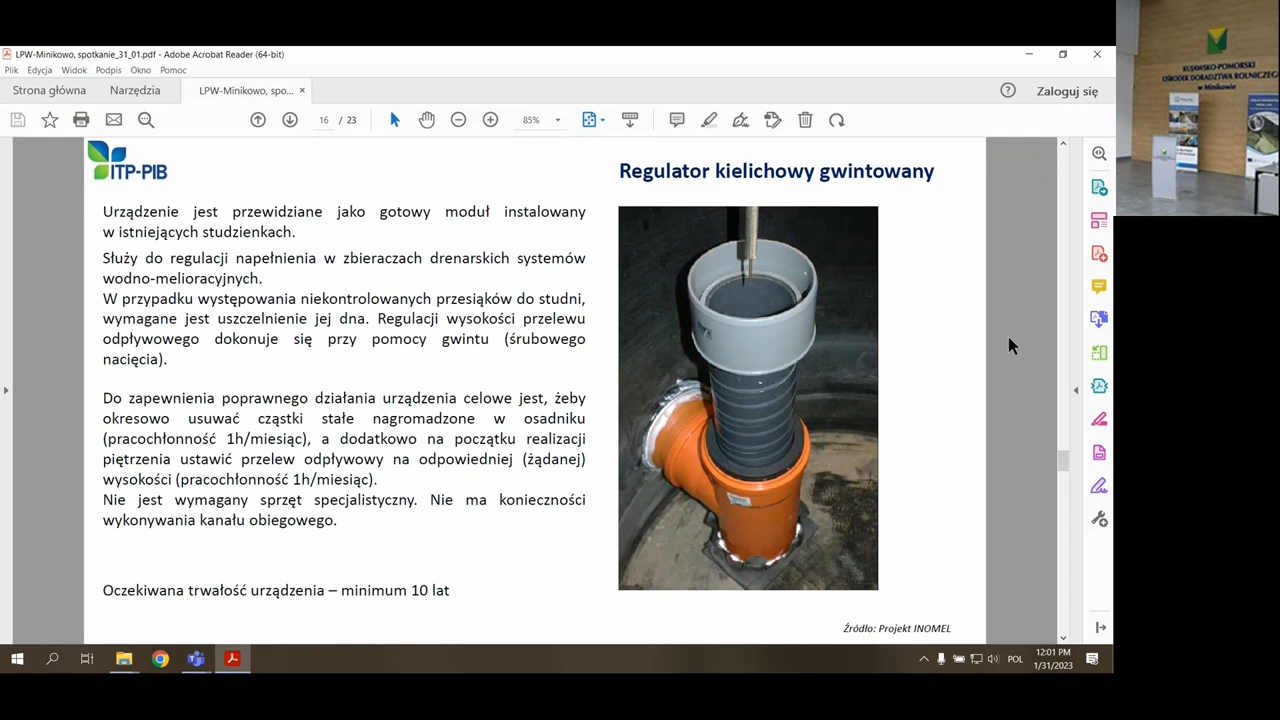 LPW-Minikowo, spotkanie_31_01.pdf - Adobe Acrobat Reader (64-bit)
Plik Edycja Widok Podpis Okno Pomoc
Strona główna Narzędzia LPW-Minikowo, spo... × Zaloguj się
16 / 23 85%
ITP-PIB
Regulator kielichowy gwintowany
Urządzenie jest przewidziane jako gotowy moduł instalowany
w istniejących studzienkach.
Służy do regulacji napełnienia w zbieraczach drenarskich systemów
wodno-melioracyjnych.
W przypadku występowania niekontrolowanych przesiąków do studni,
wymagane jest uszczelnienie jej dna. Regulacji wysokości przelewu
odpływowego dokonuje się przy pomocy gwintu (śrubowego
nacięcia).
Do zapewnienia poprawnego działania urządzenia celowe jest, żeby
okresowo usuwać cząstki stałe nagromadzone w osadniku
(pracochłonność 1h/miesiąc), a dodatkowo na początku realizacji
piętrzenia ustawić przelew odpływowy na odpowiedniej (żądanej)
wysokości (pracochłonność 1h/miesiąc).
Nie jest wymagany sprzęt specjalistyczny. Nie ma konieczności
wykonywania kanału obiegowego.
Oczekiwana trwałość urządzenia – minimum 10 lat
Źródło: Projekt INOMEL
POL
12:01 PM
1/31/2023
KUJAWSKO-POMORSKI
OŚRODEK DORADZTWA ROLNICZEGO
w Minikowie